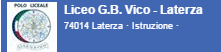 POLO LICEALE
Liceo G.B. Vico - Laterza
74014 Laterza · Istruzione ·